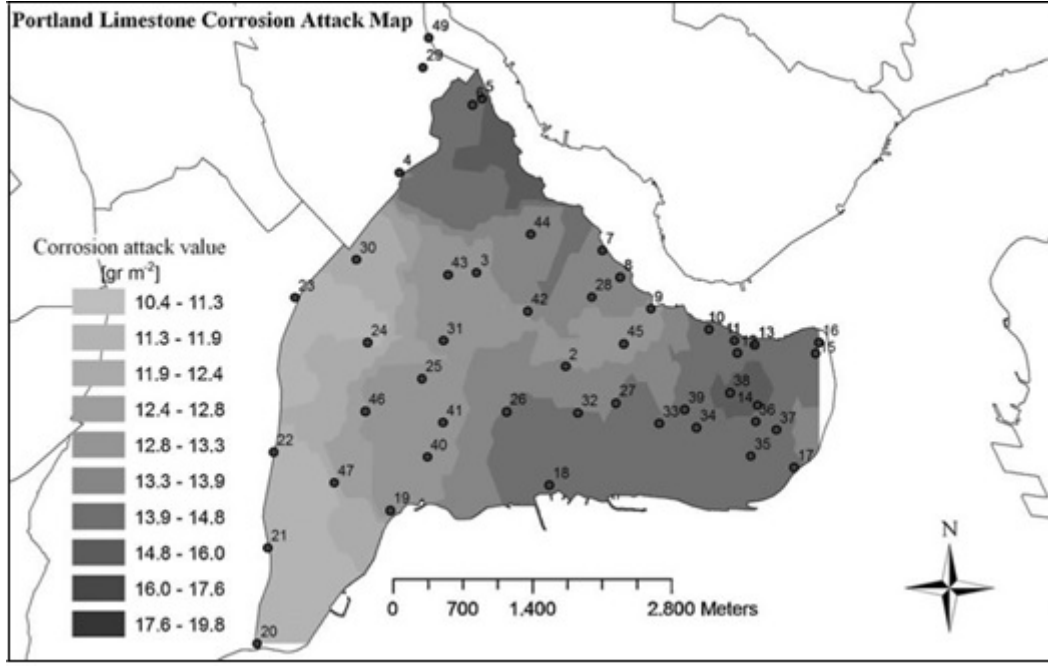 Portland Limestone Corrosion Attack Map
49
29
6 5
4
44
7
30
43 3
8
23
28
42
9
10
24
31
45
11 13
16
15
2
25
38
46
26
32
27
39
14
41
33
34
36
37
40
35
22
47
18
17
19
21
20
Corrosion attack value
[gr m-2]
10.4 - 11.3
11.3 - 11.9
11.9 - 12.4
12.4 - 12.8
12.8 - 13.3
13.3 - 13.9
13.9 - 14.8
14.8 - 16.0
16.0 - 17.6
17.6 - 19.8
0 700 1.400 2.800 Meters
N